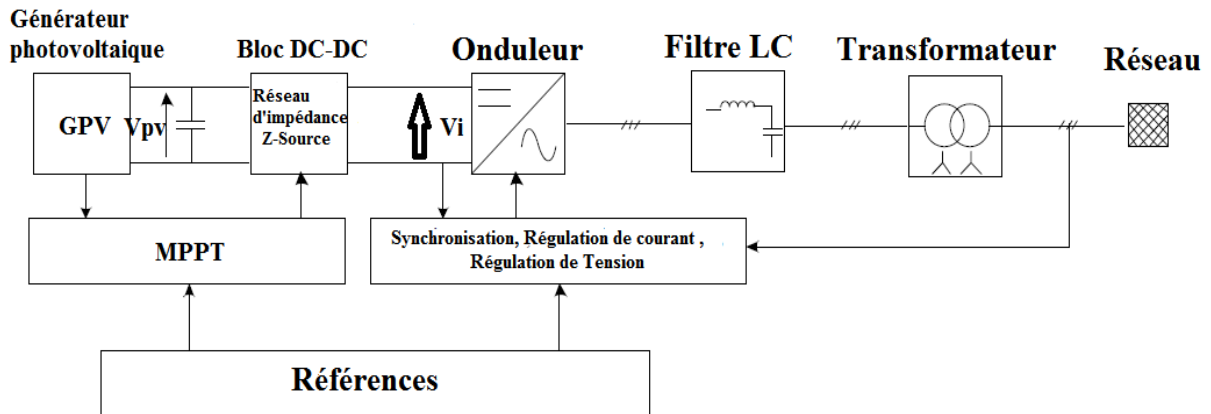 Générateur
photovoltaique
Bloc DC-DC
Onduleur
Filtre LC
Transformateur
Réseau
GPV
Vpv
Réseau
d'impédance
Z-Source
Vi
MPPT
Synchronisation, Régulation de courant ,
Régulation de Tension
Références